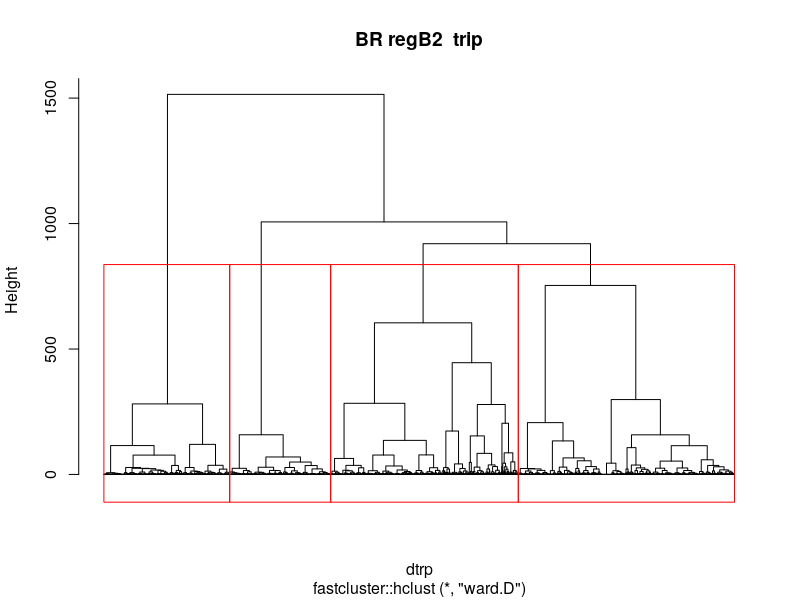 BR regB2  trip
1500
1000
500
0
Height
dtrp
fastcluster::hclust (*, "ward.D")